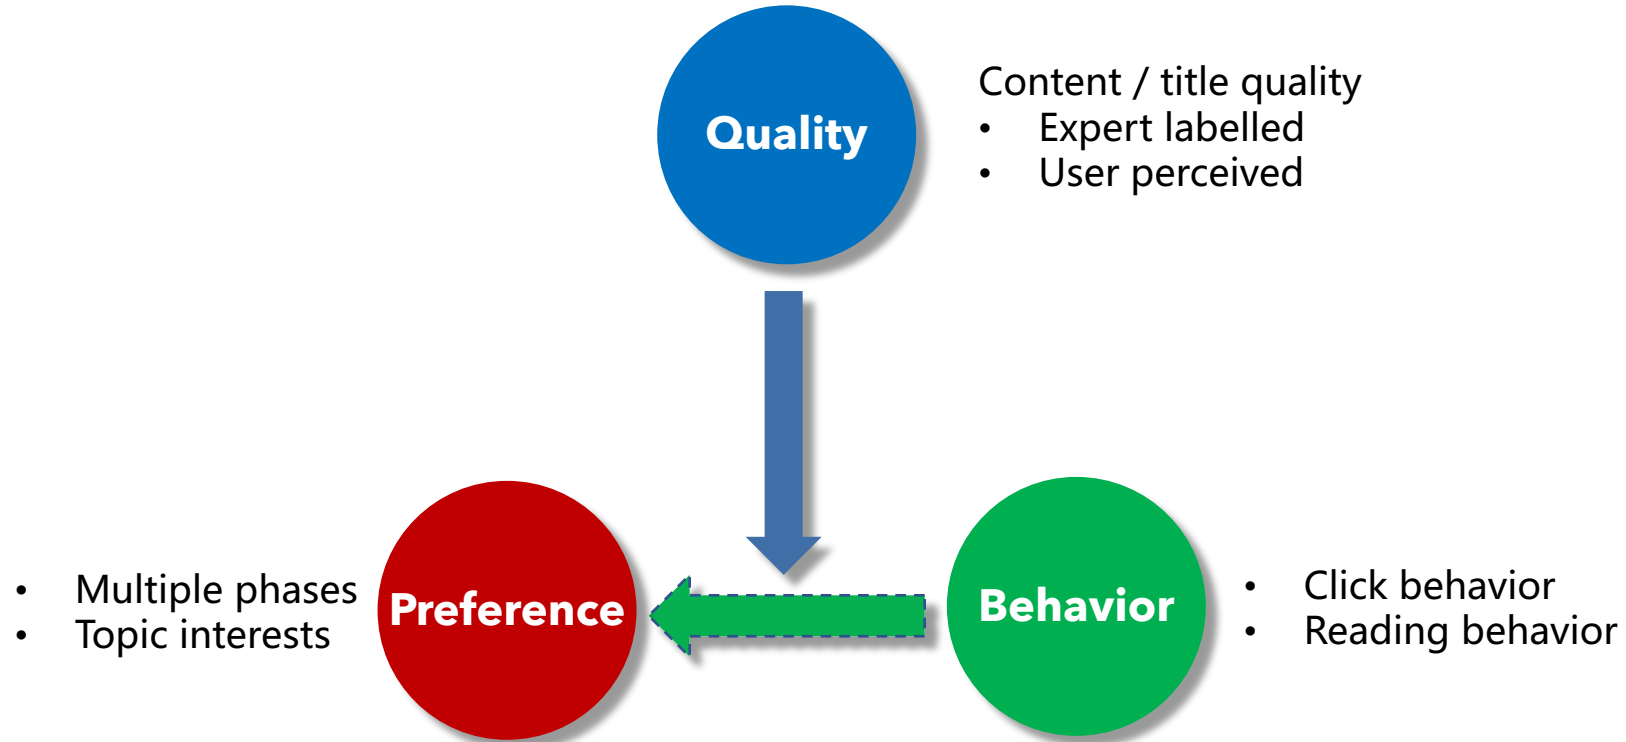 Quality
Content / title quality
• Expert labelled
• User perceived
• Multiple phases
• Topic interests
Preference
Behavior
• Click behavior
• Reading behavior